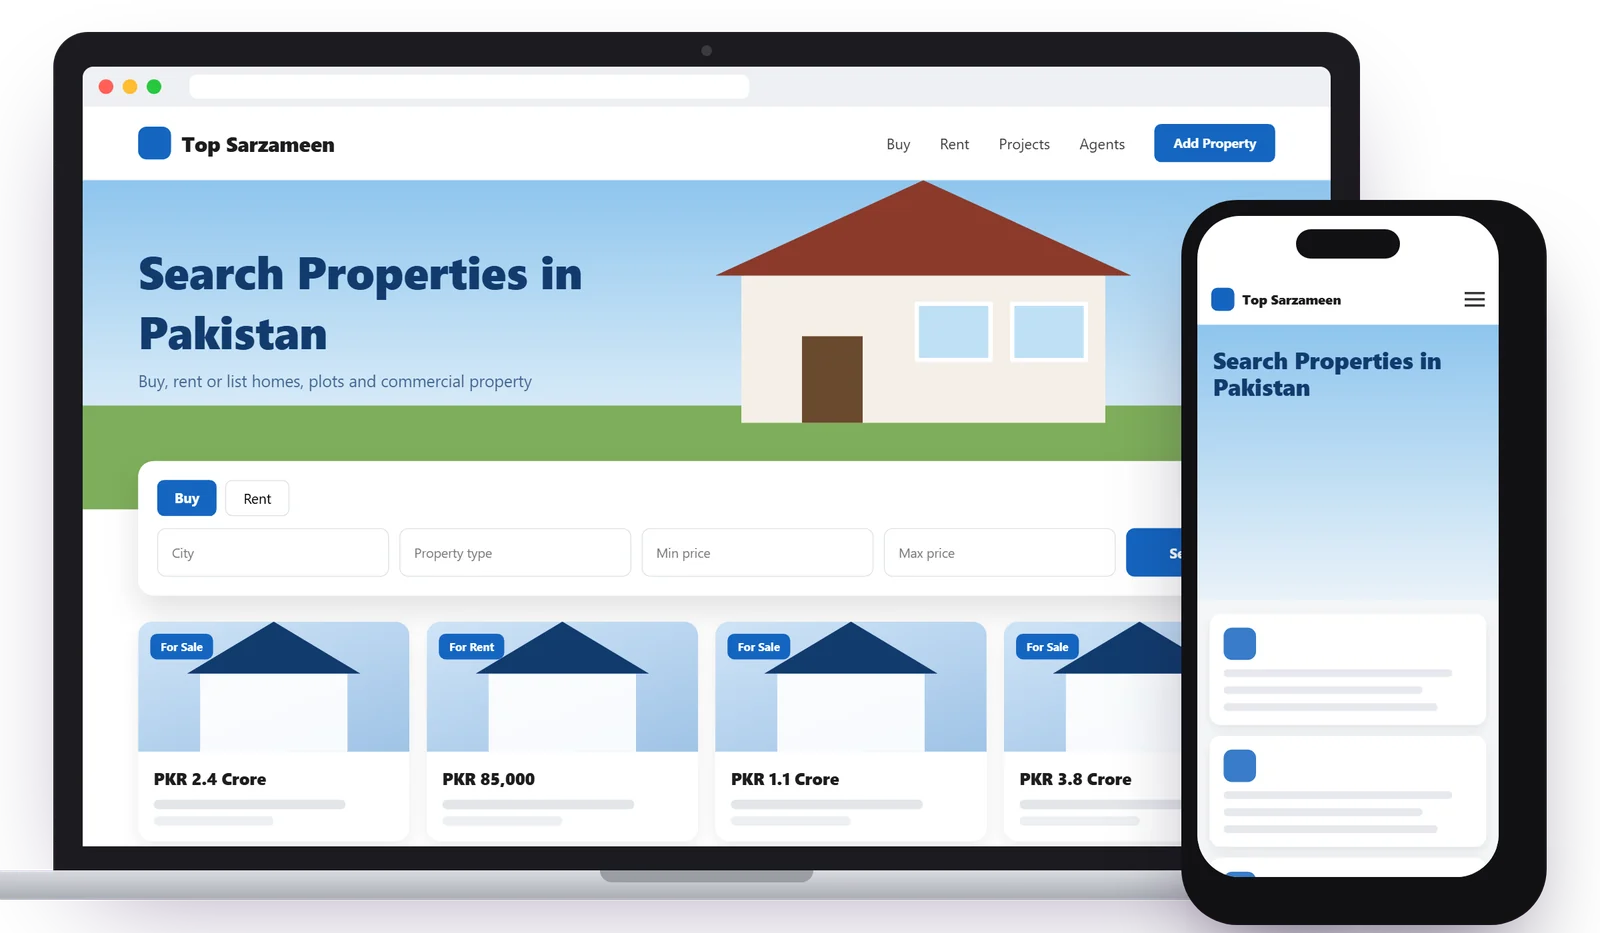 Top Sarzameen
Buy
Rent
Projects
Agents
Add Property
Search Properties in
Pakistan
Buy, rent or list homes, plots and commercial property
Buy
Rent
City
Property type
Min price
Max price
Se
For Sale
For Rent
For Sale
For Sale
PKR 2.4 Crore
PKR 85,000
PKR 1.1 Crore
PKR 3.8 Crore
Top Sarzameen
Search Properties in
Pakistan